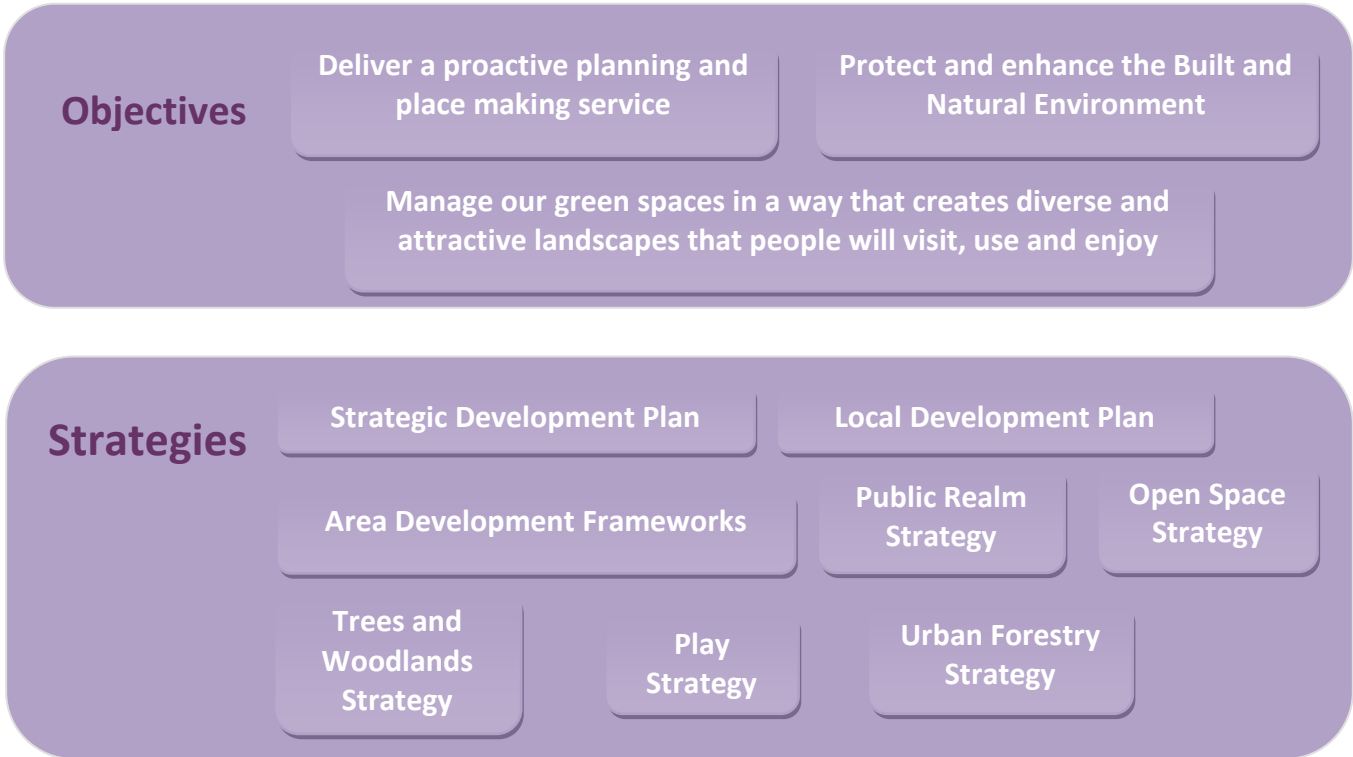 Objectives
Deliver a proactive planning and
place making service
Protect and enhance the Built and
Natural Environment
Manage our green spaces in a way that creates diverse and
attractive landscapes that people will visit, use and enjoy
Strategies
Strategic Development Plan
Local Development Plan
Area Development Frameworks
Public Realm
Strategy
Open Space
Strategy
Trees and
Woodlands
Strategy
Play
Strategy
Urban Forestry
Strategy